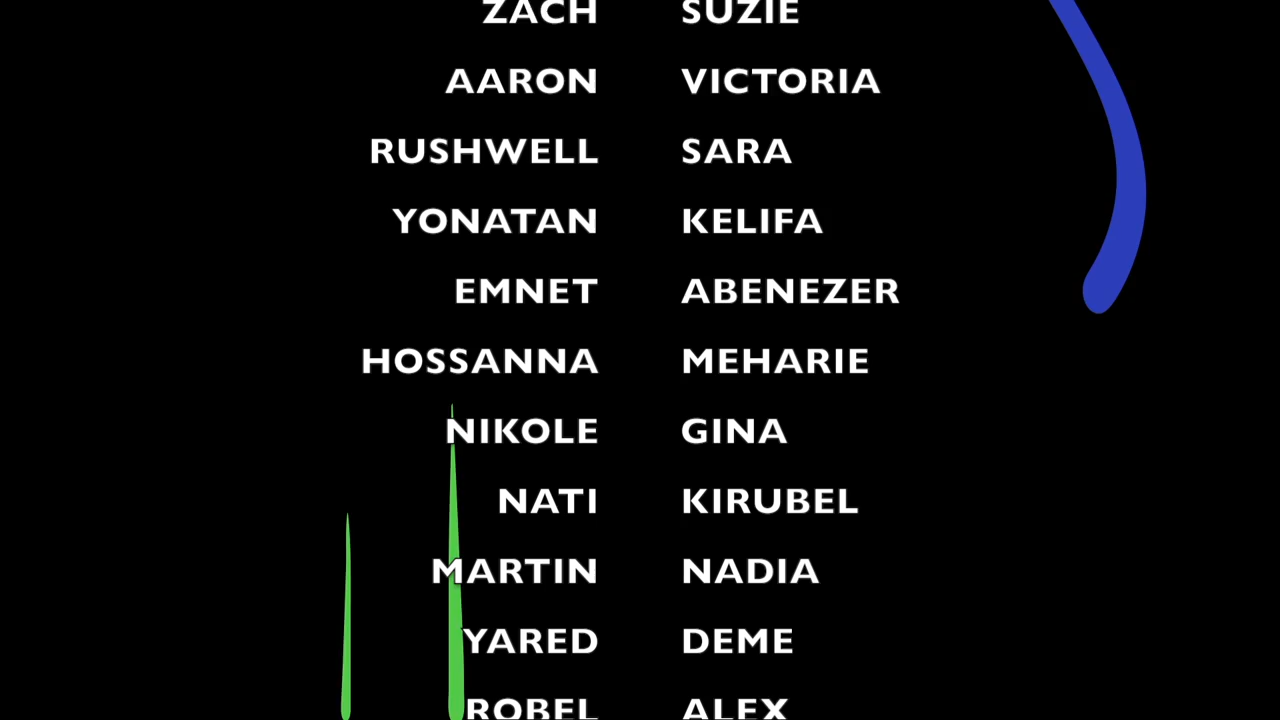 ZACH SUZIE
AARON VICTORIA
RUSHWELL SARA
YONATAN KELIFA
EMNET ABENEZER
HOSSANNA MEHARIE
NIKOLE GINA
NATI KIRUBEL
MARTIN NADIA
YARED DEME
ROBEL ALEX